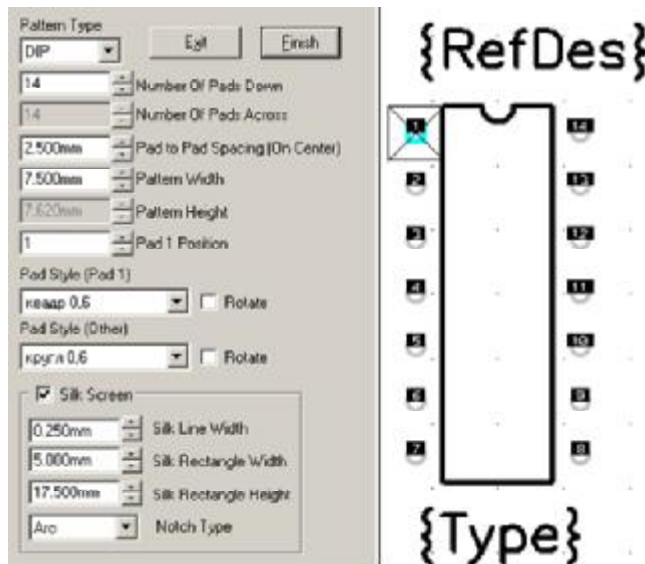 Pattern Type
DIP
Exit
Finish
14 Number Of Pads Down
14 Number Of Pads Across
2.500mm Pad to Pad Spacing (On Center)
7.500mm Pattern Width
7.620mm Pattern Height
1 Pad 1 Position
Pad Style (Pad 1)
квадр 0,6 Rotate
Pad Style (Other)
кругл 0,6 Rotate
Silk Screen
0.250mm Silk Line Width
5.000mm Silk Rectangle Width
17.500mm Silk Rectangle Height
Arc Notch Type
{RefDes}
1 14
2 13
3 12
4 11
5 10
6 9
7 8
{Type}